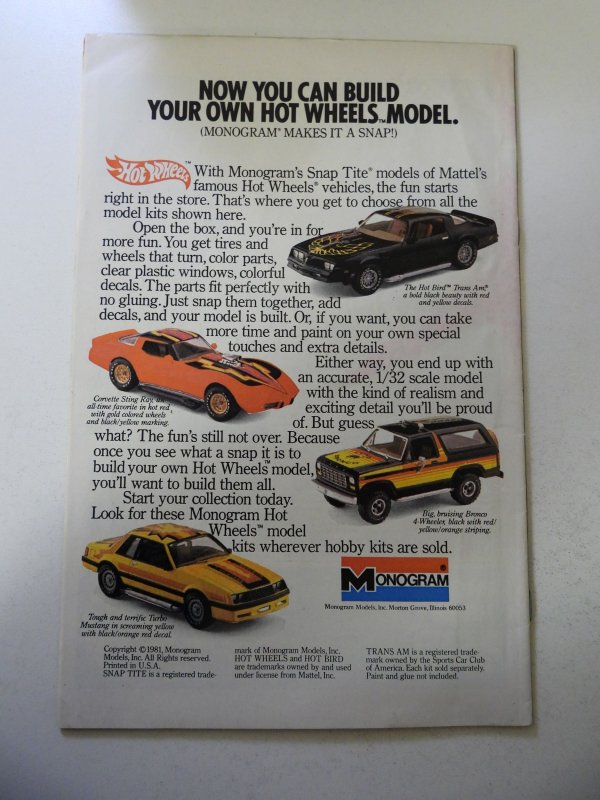 NOW YOU CAN BUILD
YOUR OWN HOT WHEELS™ MODEL.
(MONOGRAM® MAKES IT A SNAP!)
Hot Wheels™
With Monogram's Snap Tite® models of Mattel's
famous Hot Wheels® vehicles, the fun starts
right in the store. That's where you get to choose from all the
model kits shown here.
Open the box, and you're in for
more fun. You get tires and
wheels that turn, color parts,
clear plastic windows, colorful
decals. The parts fit perfectly with
no gluing. Just snap them together, add
decals, and your model is built. Or, if you want, you can take
more time and paint on your own special
touches and extra details.
The Hot Bird™ Trans Am,®
a bold black beauty with red
and yellow decals.
Either way, you end up with
an accurate, 1/32 scale model
with the kind of realism and
exciting detail you'll be proud
of. But guess
Corvette Sting Ray, an
all-time favorite in hot red,
with gold colored wheels
and black/yellow marking.
what? The fun's still not over. Because
once you see what a snap it is to
build your own Hot Wheels™ model,
you'll want to build them all.
Start your collection today.
Look for these Monogram Hot
Wheels™ model
kits wherever hobby kits are sold.
Big, bruising Bronco
4-Wheeler, black with red/
yellow/orange striping.
Tough and terrific Turbo
Mustang in screaming yellow
with black/orange red decal.
MONOGRAM®
Monogram Models, Inc. Morton Grove, Illinois 60053
Copyright ©1981, Monogram
Models, Inc. All Rights reserved.
Printed in U.S.A.
SNAP TITE is a registered trade-
mark of Monogram Models, Inc.
HOT WHEELS and HOT BIRD
are trademarks owned by and used
under license from Mattel, Inc.
TRANS AM is a registered trade-
mark owned by the Sports Car Club
of America. Each kit sold separately.
Paint and glue not included.